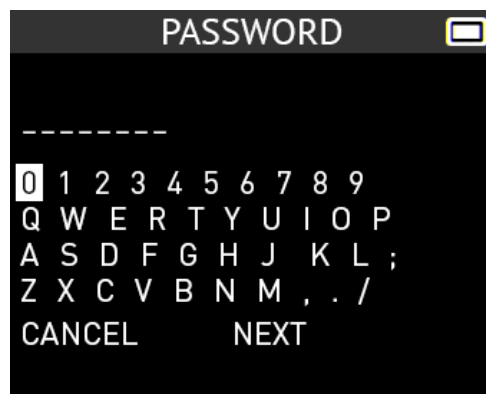 PASSWORD
--------
0 1 2 3 4 5 6 7 8 9
Q W E R T Y U I O P
A S D F G H J K L ;
Z X C V B N M , . /
CANCEL NEXT